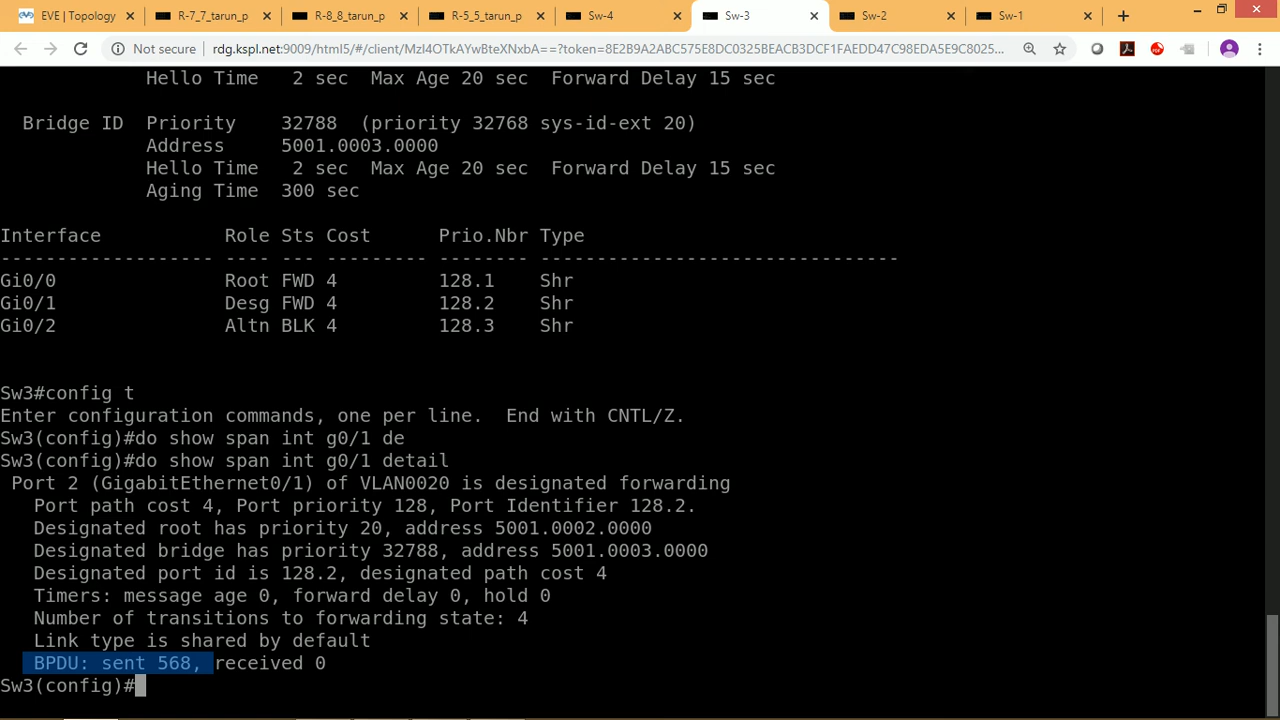 EVE | Topology
R-7_7_tarun_p
R-8_8_tarun_p
R-5_5_tarun_p
Sw-4
Sw-3
Sw-2
Sw-1
Not secure
rdg.kspl.net:9009/html5/#/client/MzI4OTkAYwBteXNxbA==?token=8E2B9A2ABC575E8DC0325BEACB3DCF1FAEDD47C98EDA5E9C8025...
Hello Time   2 sec  Max Age 20 sec  Forward Delay 15 sec
Bridge ID  Priority    32788  (priority 32768 sys-id-ext 20)
Address     5001.0003.0000
Hello Time   2 sec  Max Age 20 sec  Forward Delay 15 sec
Aging Time  300 sec
Interface           Role Sts Cost      Prio.Nbr Type
------------------- ---- --- --------- -------- --------------------------------
Gi0/0               Root FWD 4         128.1    Shr
Gi0/1               Desg FWD 4         128.2    Shr
Gi0/2               Altn BLK 4         128.3    Shr
Sw3#config t
Enter configuration commands, one per line.  End with CNTL/Z.
Sw3(config)#do show span int g0/1 de
Sw3(config)#do show span int g0/1 detail
Port 2 (GigabitEthernet0/1) of VLAN0020 is designated forwarding
Port path cost 4, Port priority 128, Port Identifier 128.2.
Designated root has priority 20, address 5001.0002.0000
Designated bridge has priority 32788, address 5001.0003.0000
Designated port id is 128.2, designated path cost 4
Timers: message age 0, forward delay 0, hold 0
Number of transitions to forwarding state: 4
Link type is shared by default
BPDU: sent 568, received 0
Sw3(config)#